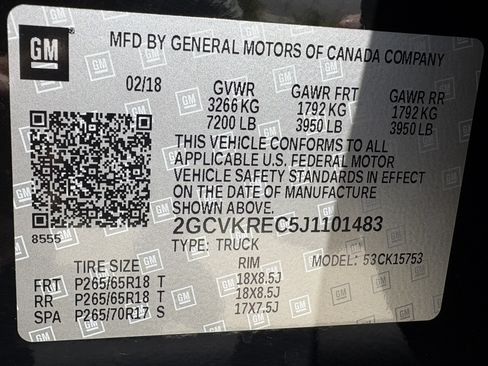 GM
MFD BY GENERAL MOTORS OF CANADA COMPANY
02/18 GVWR GAWR FRT GAWR RR
3266 KG 1792 KG 1792 KG
7200 LB 3950 LB 3950 LB
THIS VEHICLE CONFORMS TO ALL
APPLICABLE U.S. FEDERAL MOTOR
VEHICLE SAFETY STANDARDS IN EFFECT
ON THE DATE OF MANUFACTURE
SHOWN ABOVE.
8555
2GCVKREC5J1101483
TYPE: TRUCK MODEL: 53CK15753
TIRE SIZE RIM
FRT P265/65R18 T 18X8.5J
RR P265/65R18 T 18X8.5J
SPA P265/70R17 S 17X7.5J